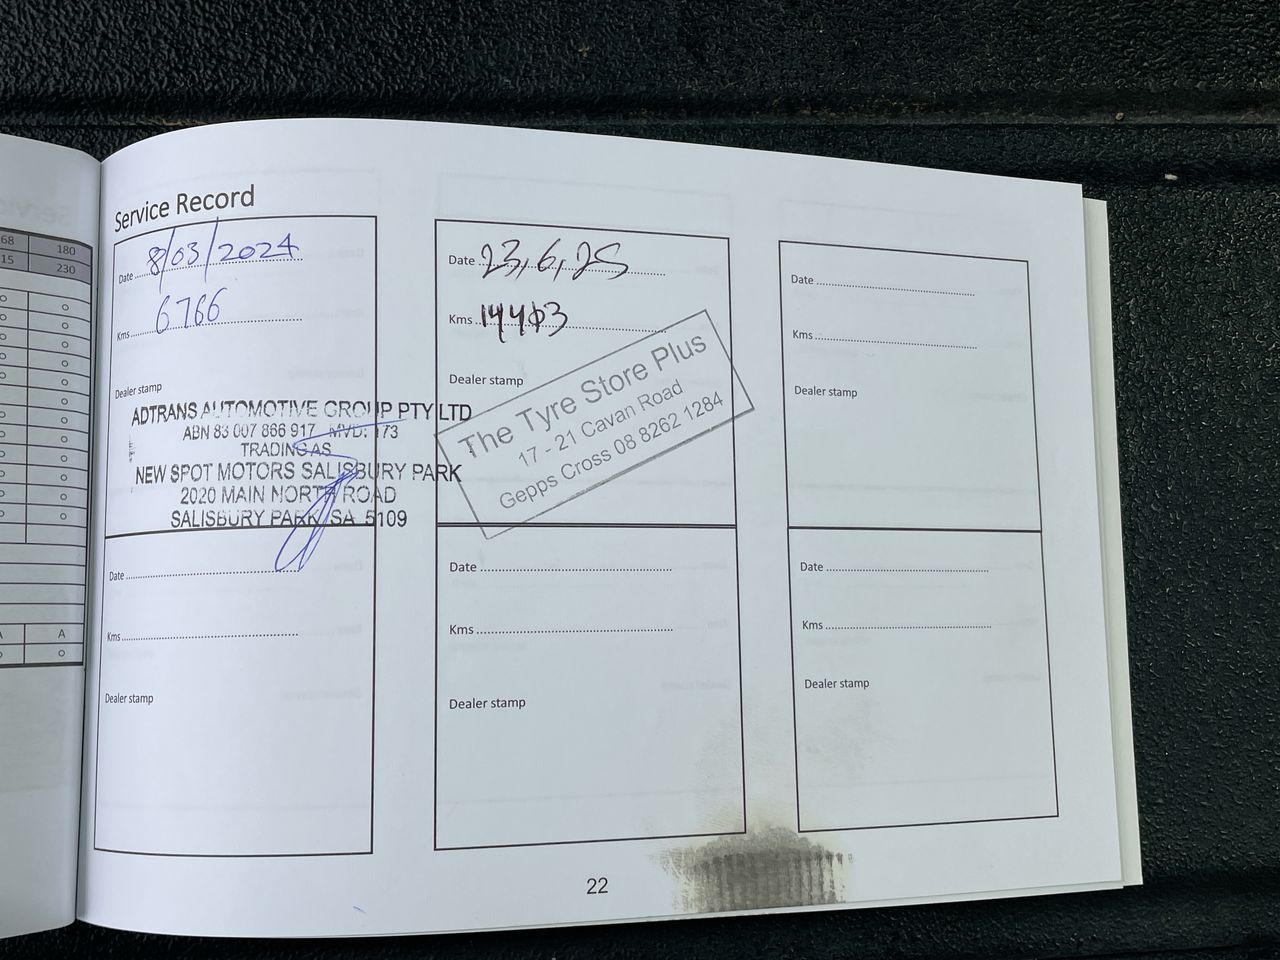 68 180
15 230
A A
Service Record
Date 8/03/2024
Kms 6766
Dealer stamp
ADTRANS AUTOMOTIVE GROUP PTY LTD
ABN 83 007 866 917 MVD: 173
TRADING AS
NEW SPOT MOTORS SALISBURY PARK
2020 MAIN NORTH ROAD
SALISBURY PARK SA 5109
Date
Kms
Dealer stamp
Date 23,6,25
Kms 14403
Dealer stamp
The Tyre Store Plus
17 - 21 Cavan Road
Gepps Cross 08 8262 1284
Date
Kms
Dealer stamp
Date
Kms
Dealer stamp
Date
Kms
Dealer stamp
22